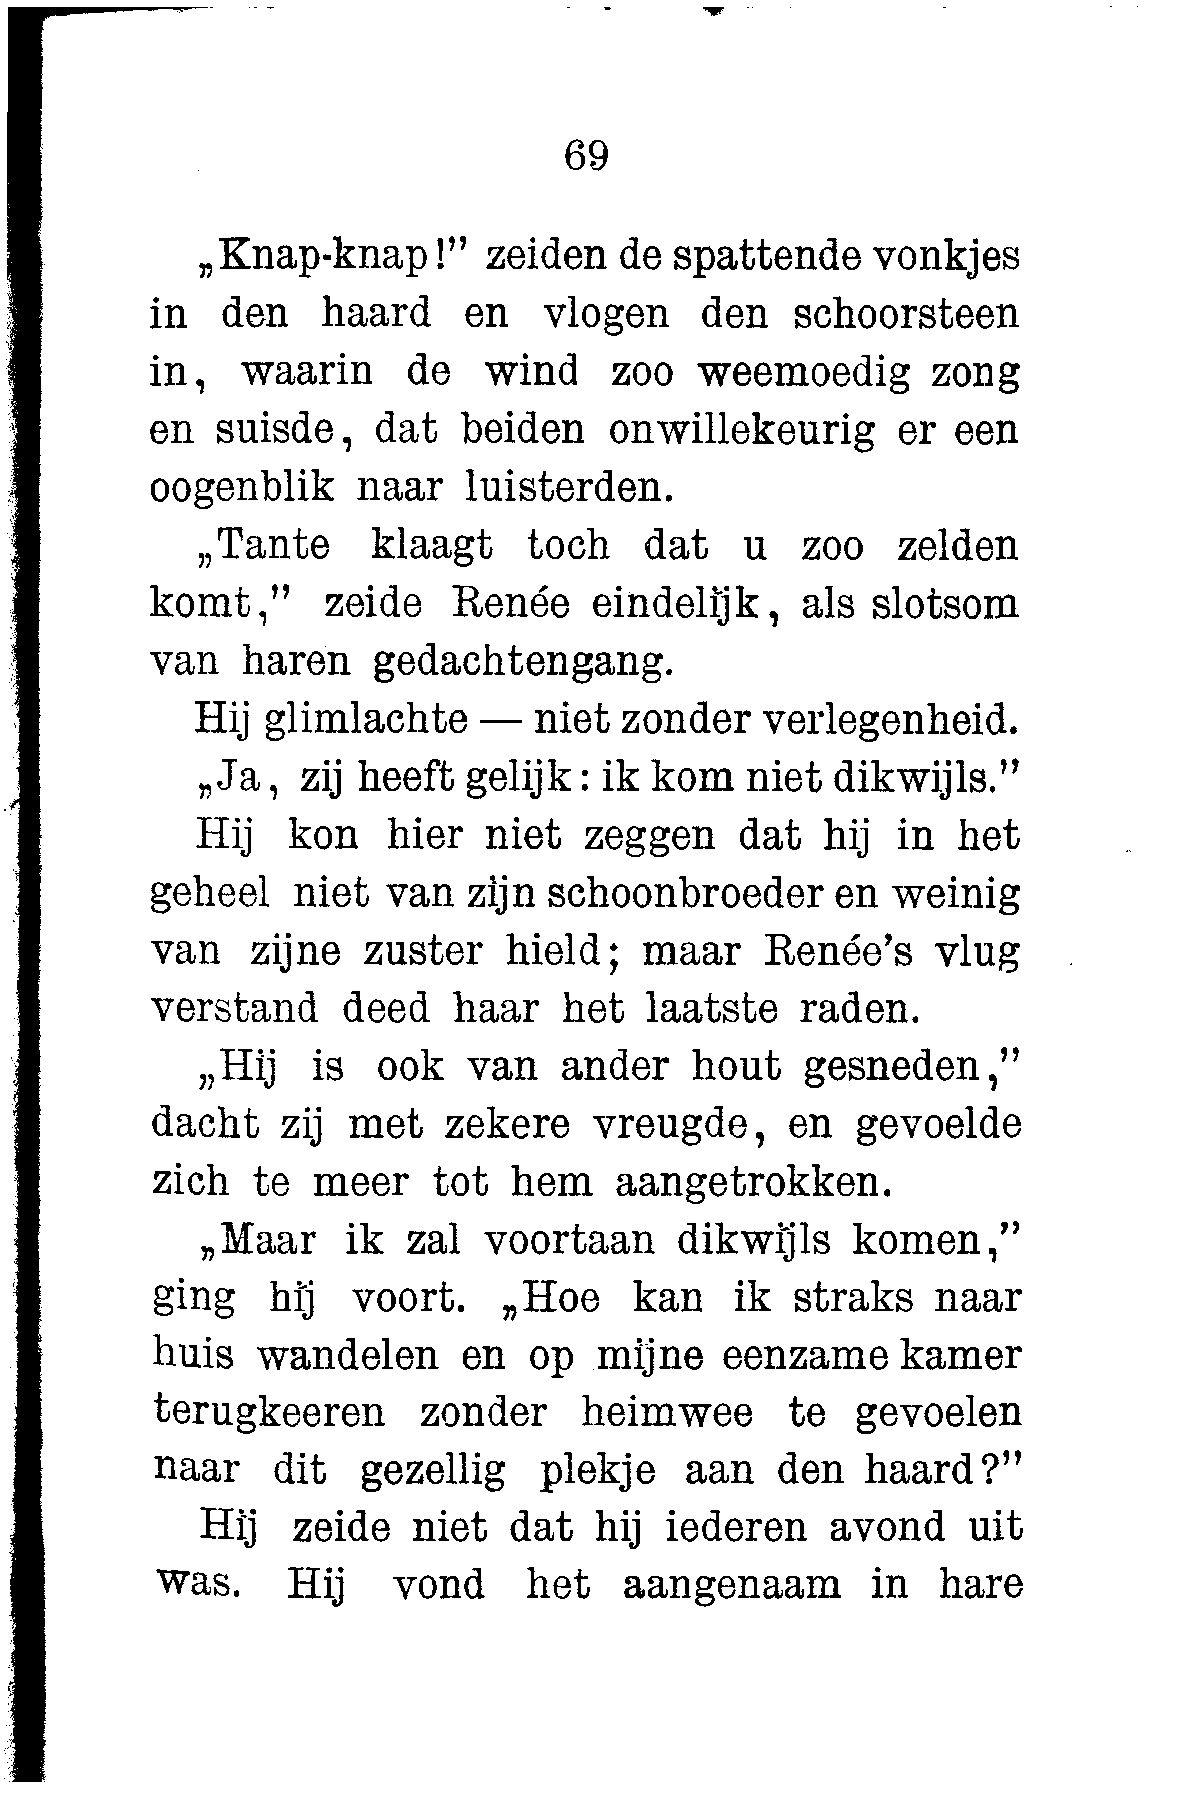 69
„Knap-knap!” zeiden de spattende vonkjes
in den haard en vlogen den schoorsteen
in, waarin de wind zoo weemoedig zong
en suisde, dat beiden onwillekeurig er een
oogenblik naar luisterden.
„Tante klaagt toch dat u zoo zelden
komt,” zeide Renée eindelijk, als slotsom
van haren gedachtengang.
Hij glimlachte — niet zonder verlegenheid.
„Ja, zij heeft gelijk: ik kom niet dikwijls.”
Hij kon hier niet zeggen dat hij in het
geheel niet van zijn schoonbroeder en weinig
van zijne zuster hield; maar Renée’s vlug
verstand deed haar het laatste raden.
„Hij is ook van ander hout gesneden,”
dacht zij met zekere vreugde, en gevoelde
zich te meer tot hem aangetrokken.
„Maar ik zal voortaan dikwijls komen,”
ging hij voort. „Hoe kan ik straks naar
huis wandelen en op mijne eenzame kamer
terugkeeren zonder heimwee te gevoelen
naar dit gezellig plekje aan den haard?”
Hij zeide niet dat hij iederen avond uit
was. Hij vond het aangenaam in hare